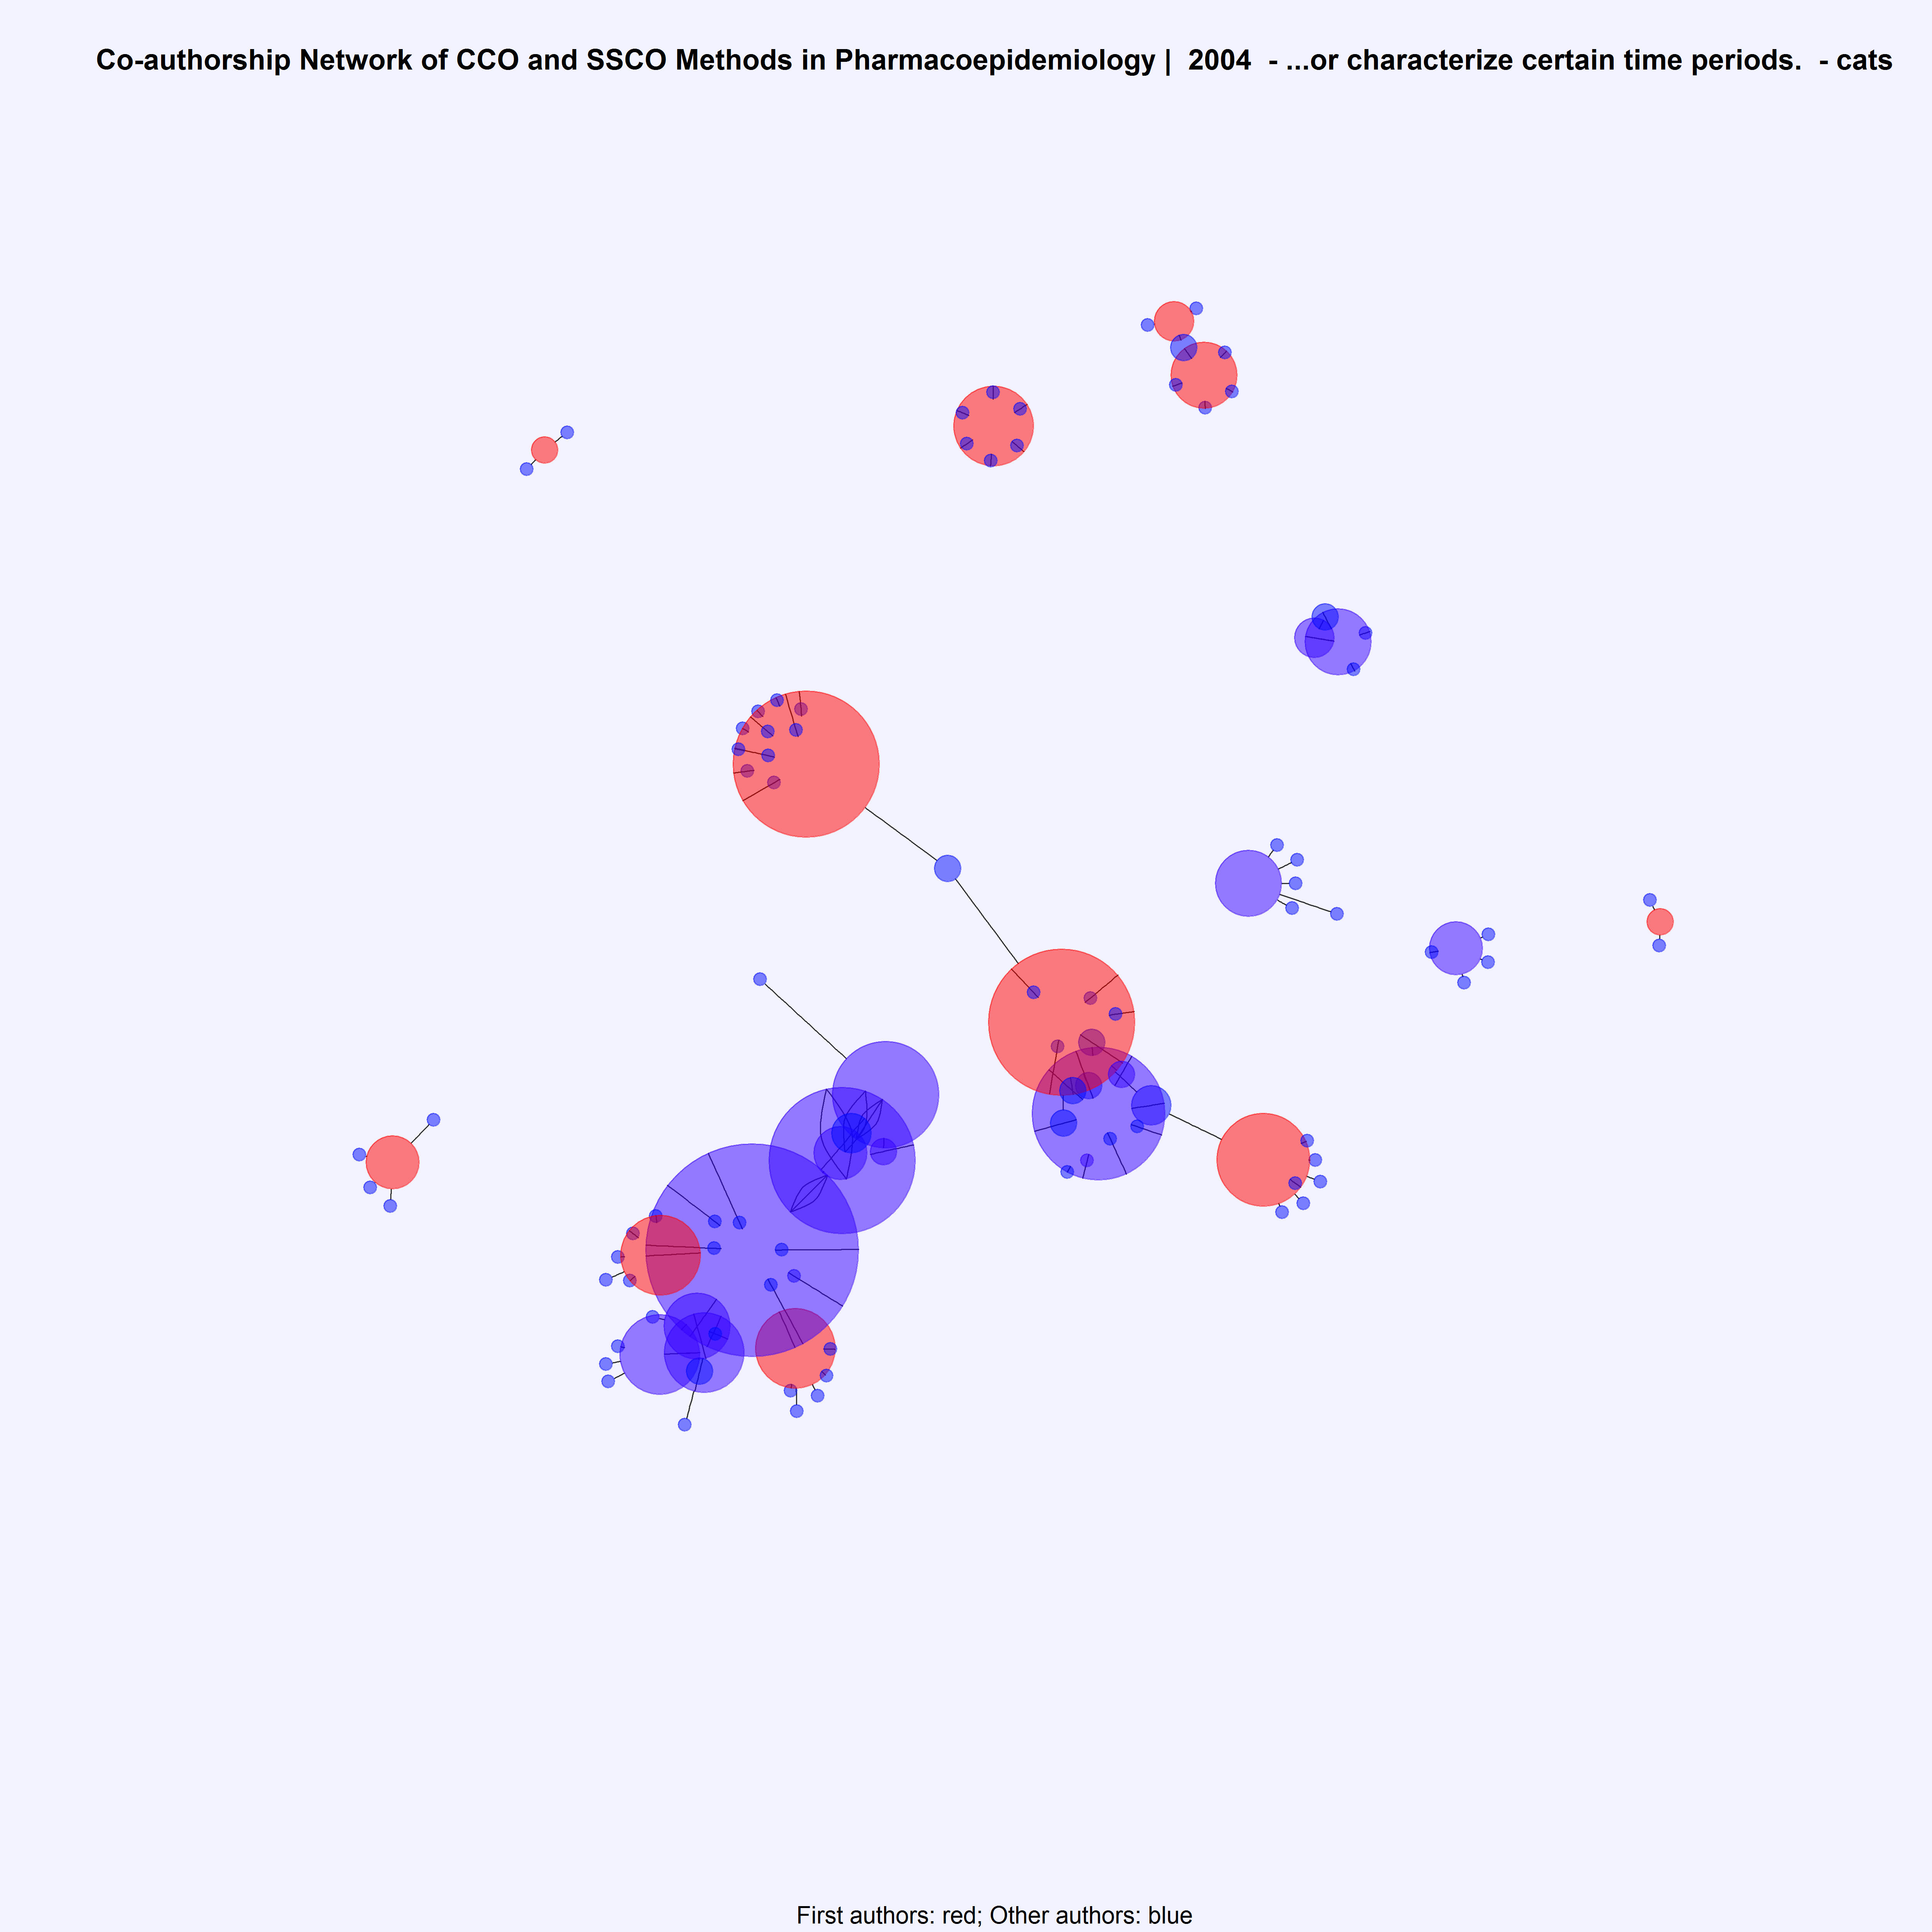 Co-authorship Network of CCO and SSCO Methods in Pharmacoepidemiology | 2004 - ...or characterize certain time periods. - cats
First authors: red; Other authors: blue